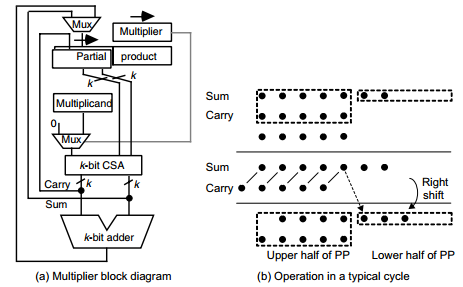 Mux
Multiplier
Partial product
k
k
Multiplicand
0
Mux
k-bit CSA
Carry
k
k
Sum
k-bit adder
(a) Multiplier block diagram
Sum
Carry
Sum
Carry
Right
shift
Upper half of PP
Lower half of PP
(b) Operation in a typical cycle